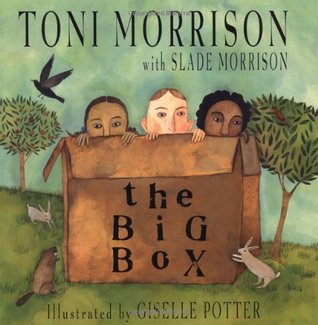 TONI MORRISON
with SLADE MORRISON
the
BiG
BoX
Illustrated by GISELLE POTTER